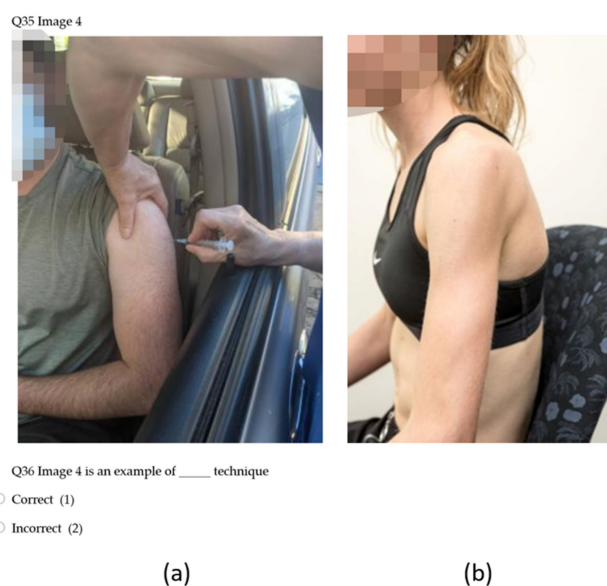 Q35 Image 4
Q36 Image 4 is an example of _____ technique
Correct (1)
Incorrect (2)
(a)
(b)